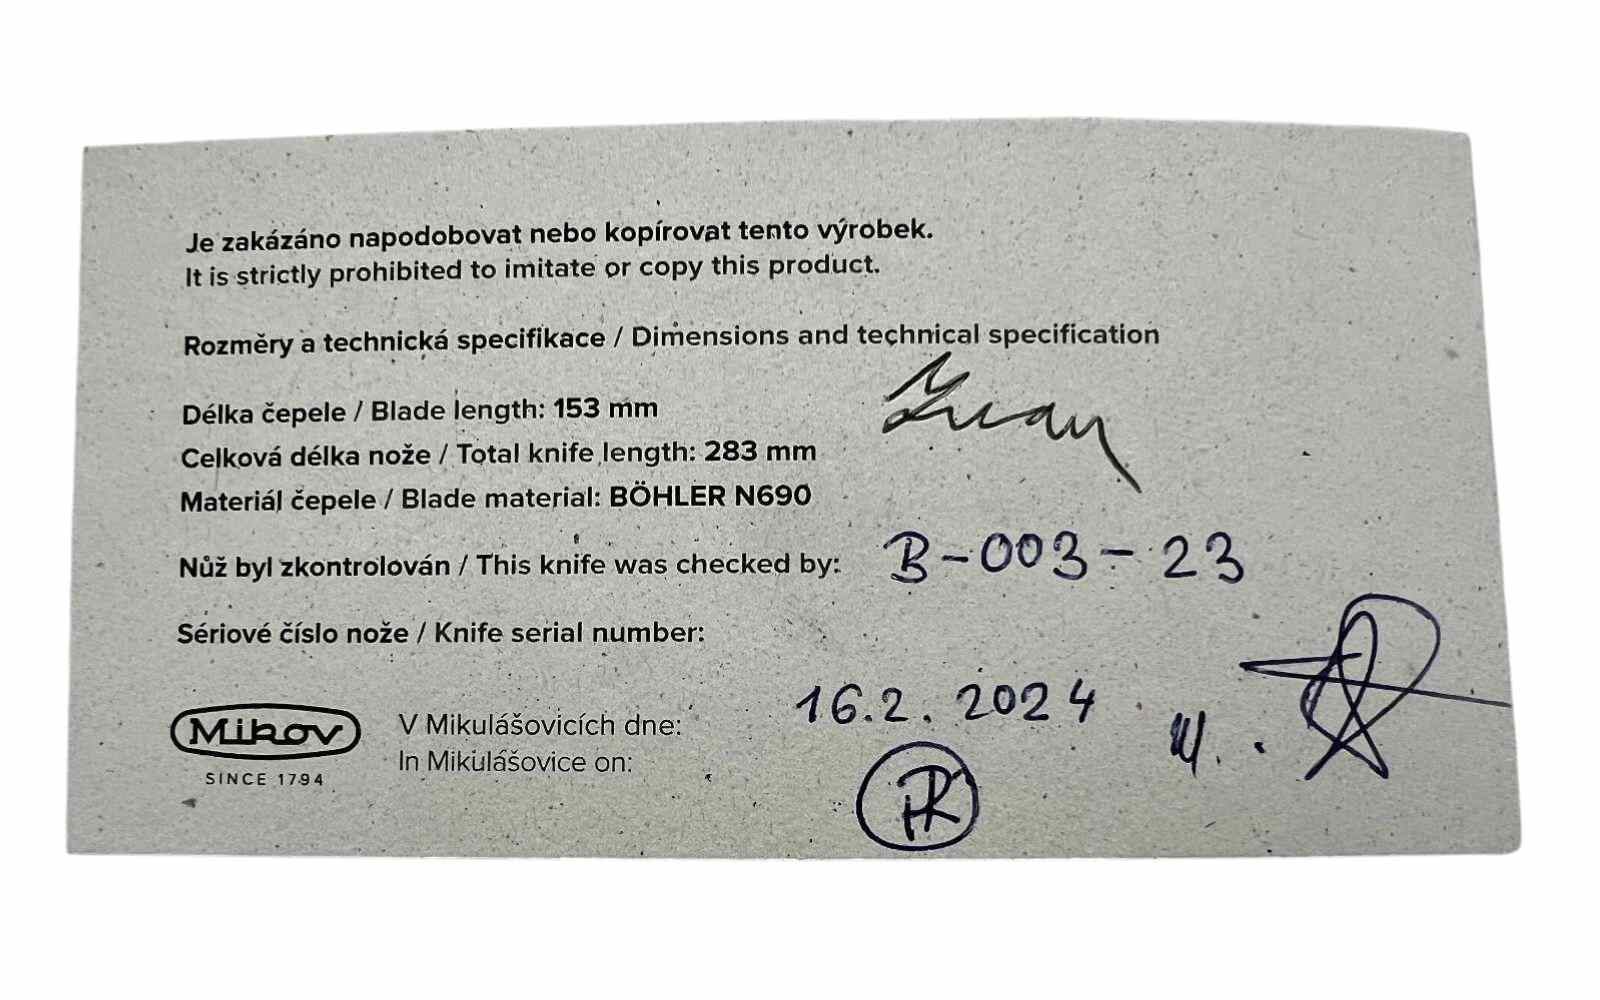 Je zakázáno napodobovat nebo kopírovat tento výrobek.
It is strictly prohibited to imitate or copy this product.
Rozměry a technická specifikace / Dimensions and technical specification
Délka čepele / Blade length: 153 mm
Celková délka nože / Total knife length: 283 mm
Materiál čepele / Blade material: BÖHLER N690
Nůž byl zkontrolován / This knife was checked by: B-003-23
Sériové číslo nože / Knife serial number:
Mikov
SINCE 1794
V Mikulášovicích dne: 16.2.2024
In Mikulášovice on: